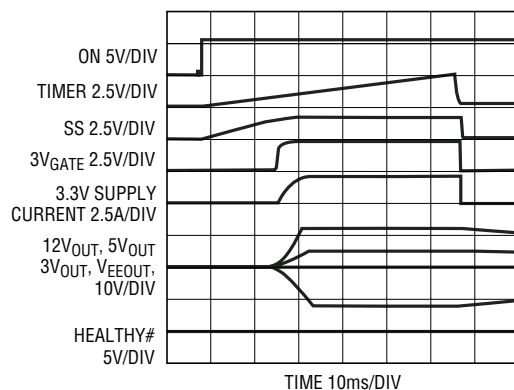 ON 5V/DIV
TIMER 2.5V/DIV
SS 2.5V/DIV
3VGATE 2.5V/DIV
3.3V SUPPLY
CURRENT 2.5A/DIV
12VOUT, 5VOUT
3VOUT, VEEOUT,
10V/DIV
HEALTHY#
5V/DIV
TIME 10ms/DIV